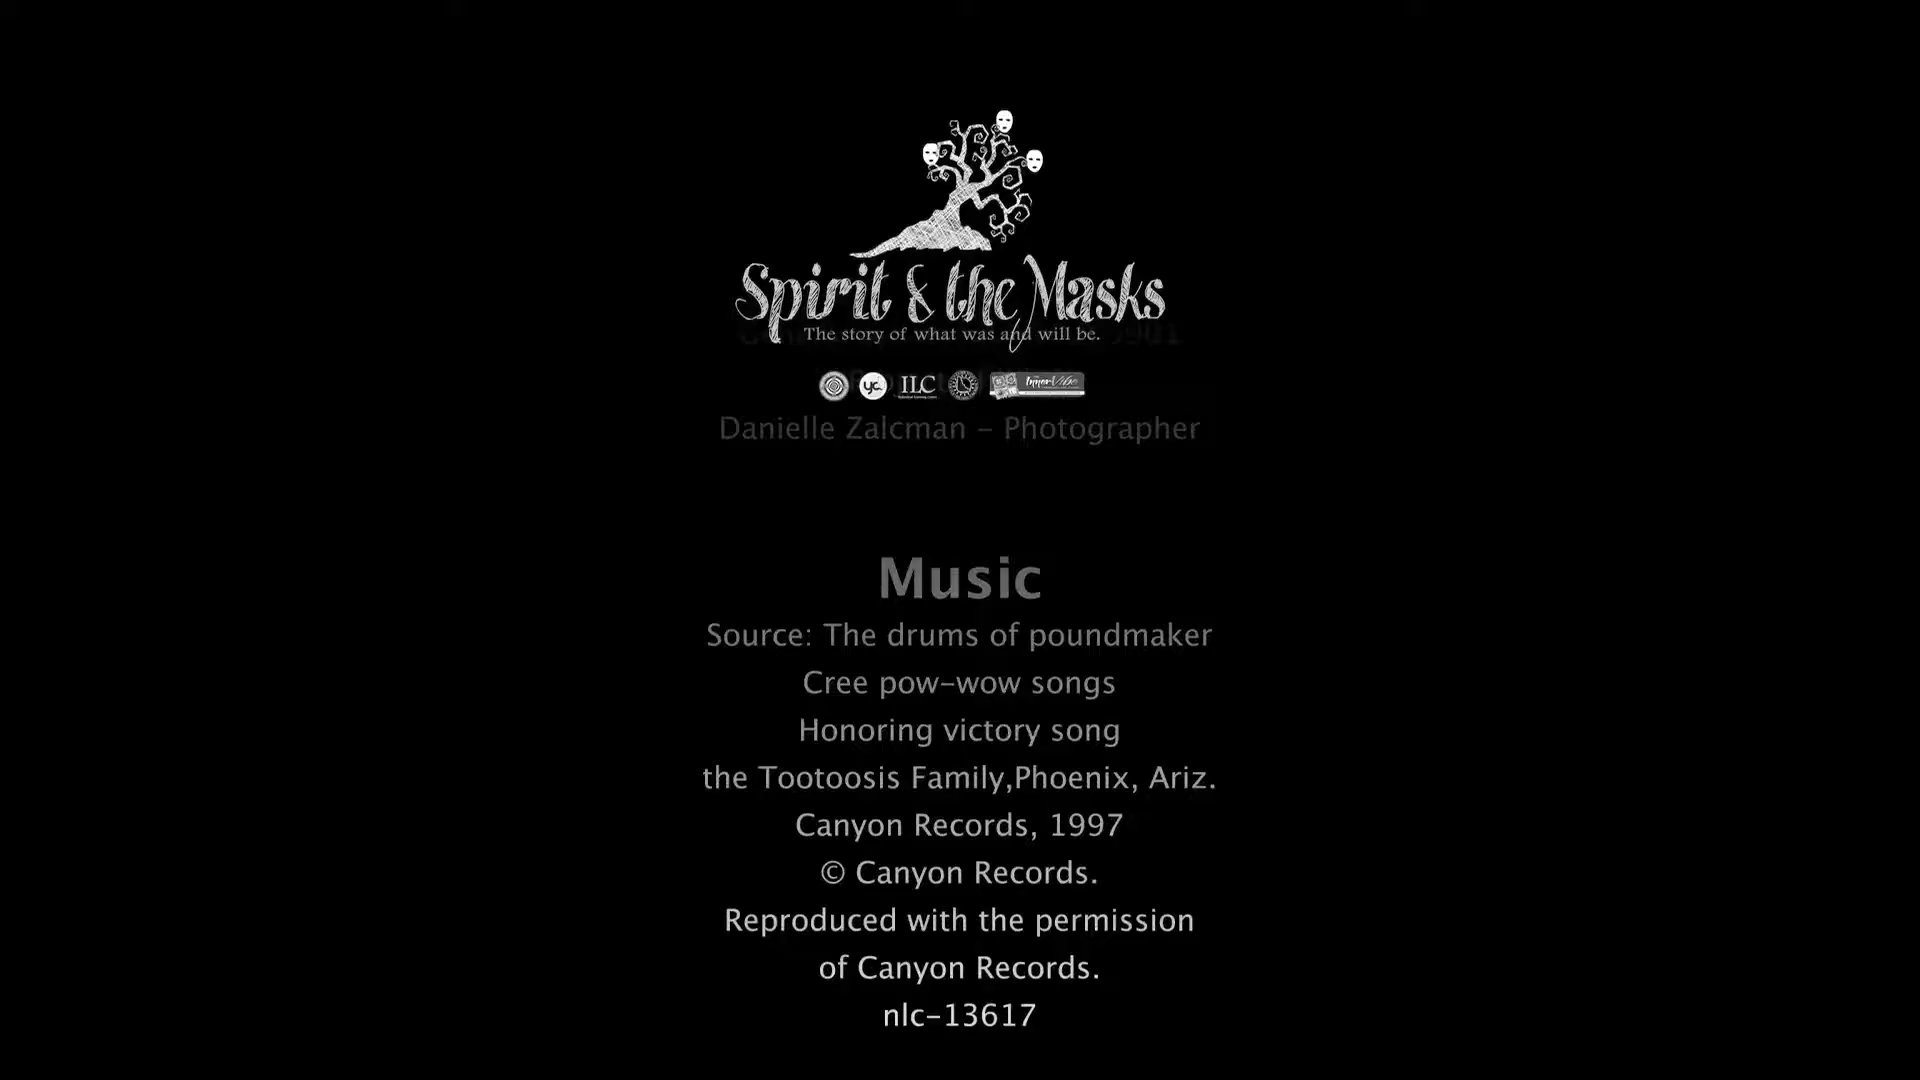 Spirit & the Masks
The story of what was and will be.
yc
ILC
InnerVibe
Danielle Zalcman – Photographer
Music
Source: The drums of poundmaker
Cree pow-wow songs
Honoring victory song
the Tootoosis Family,Phoenix, Ariz.
Canyon Records, 1997
© Canyon Records.
Reproduced with the permission
of Canyon Records.
nlc-13617